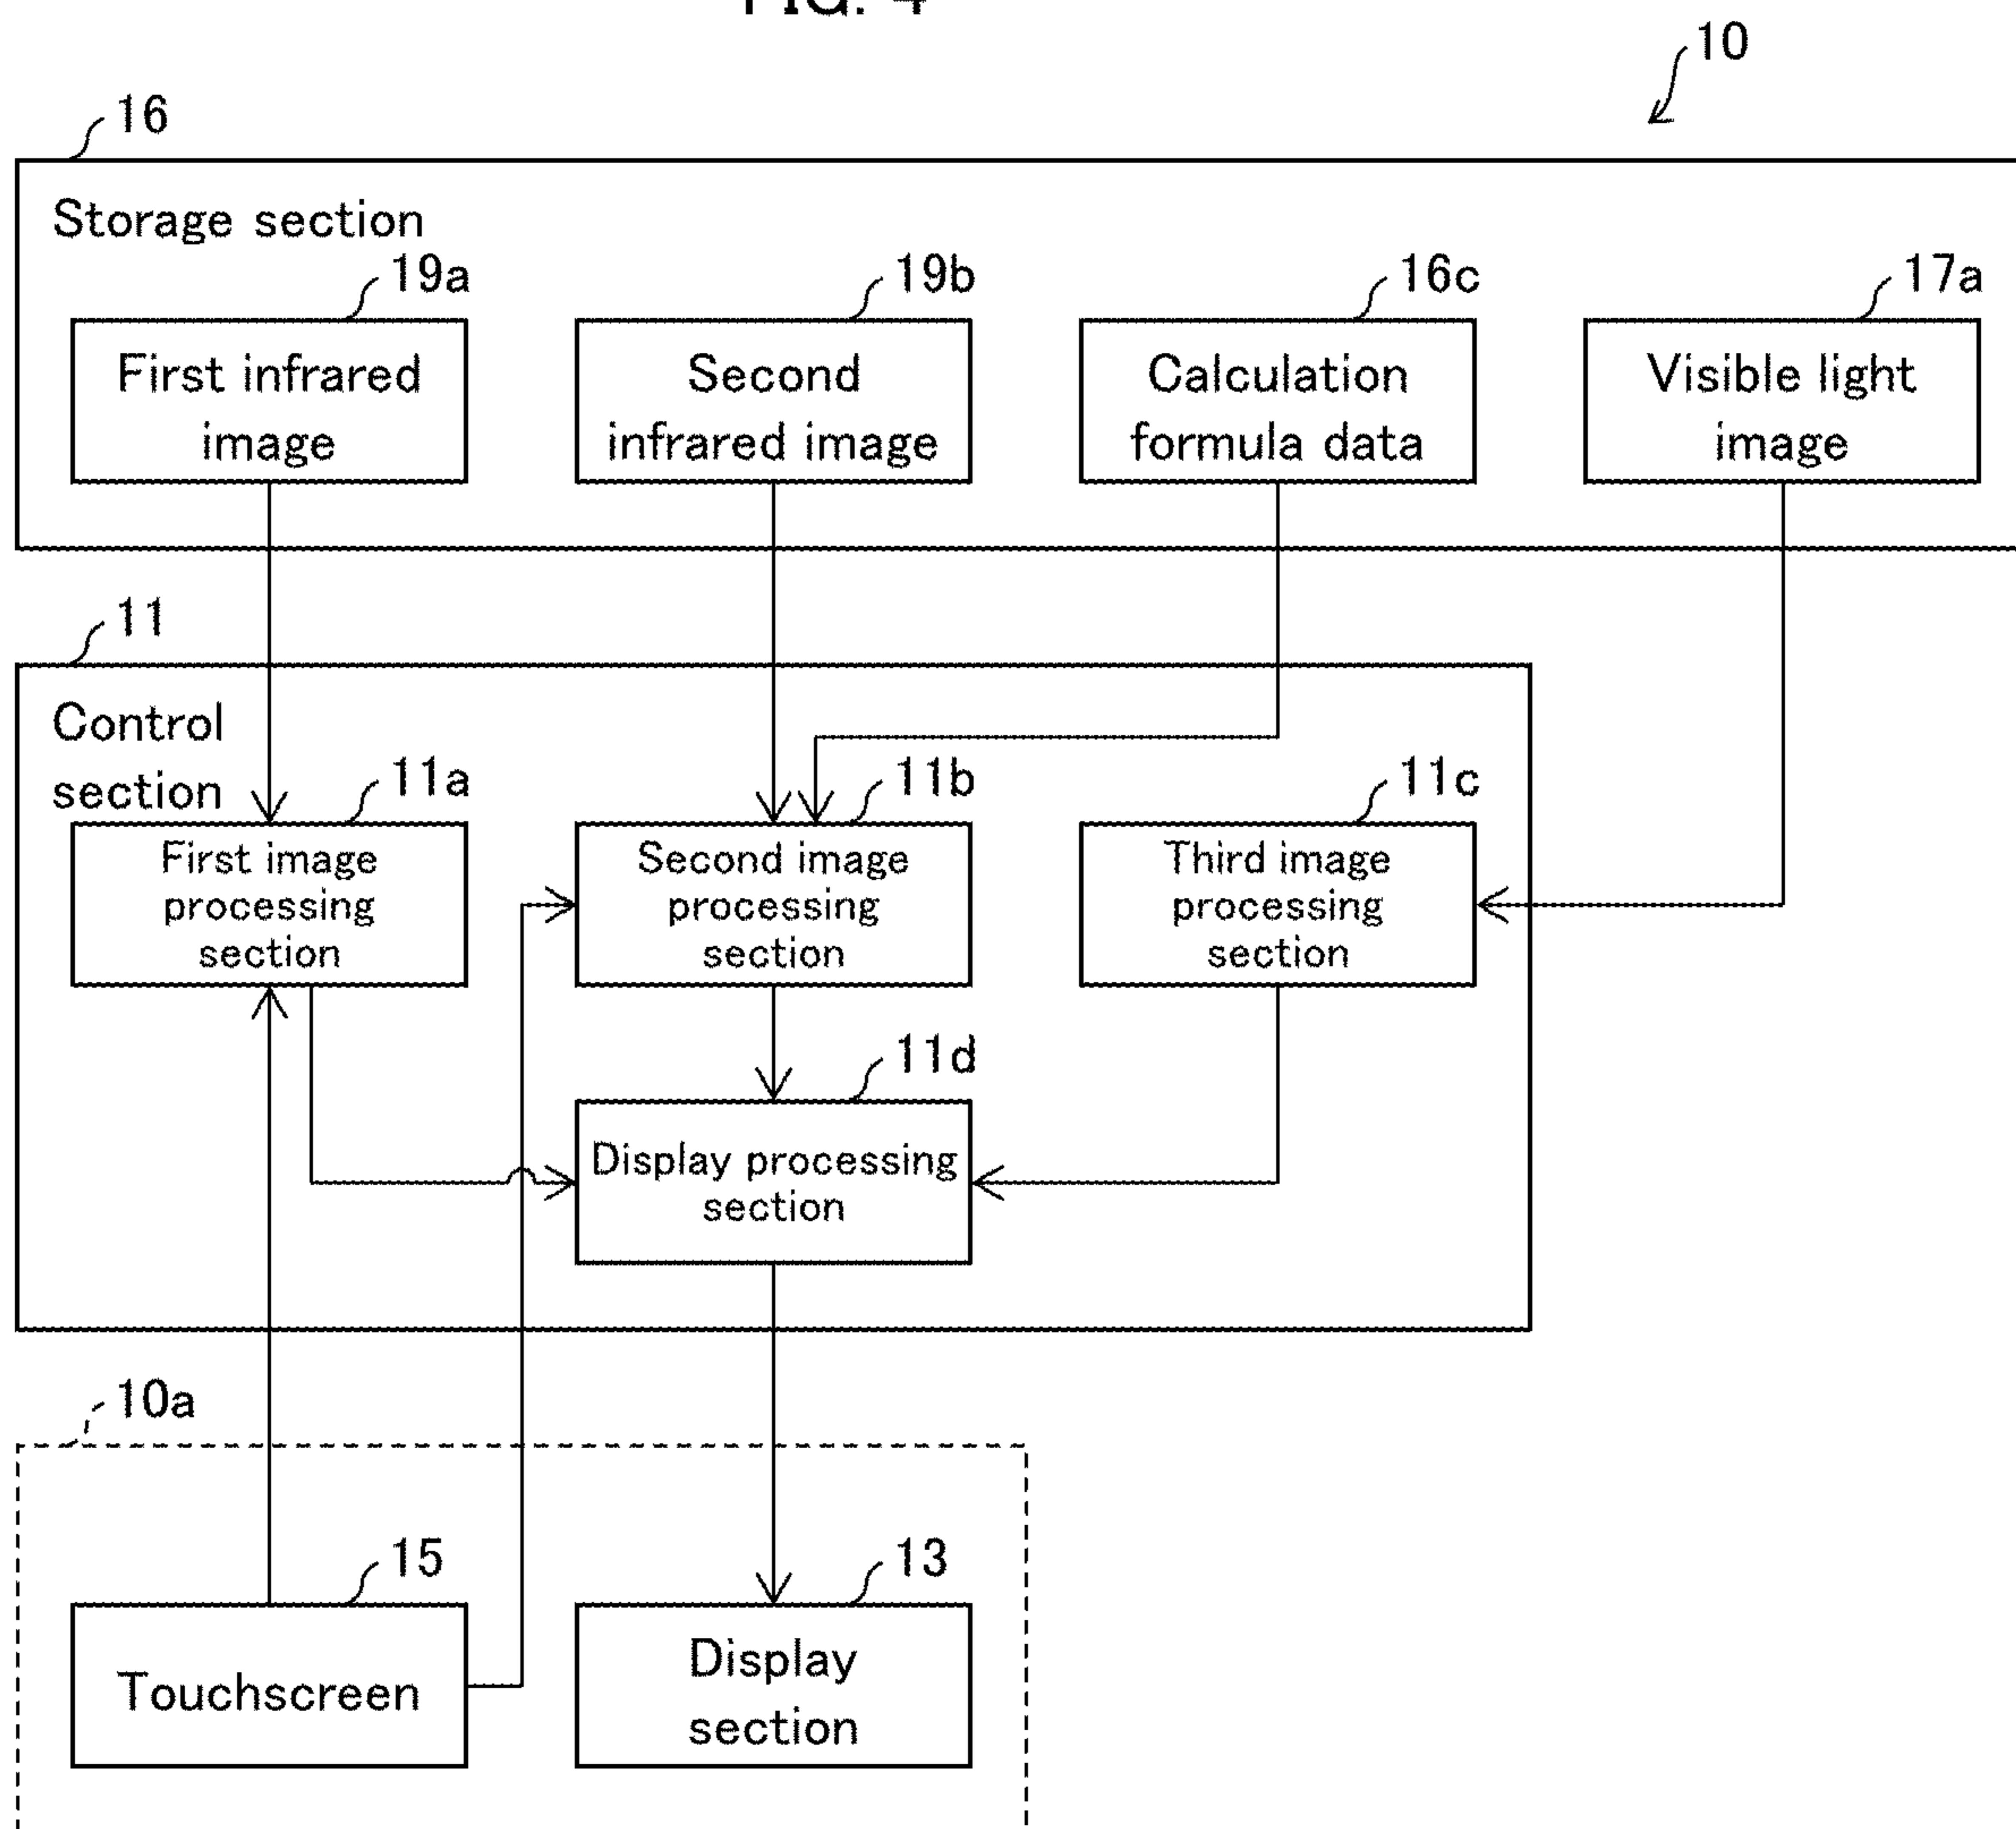 FIG. 4
10
16
Storage section
19a
19b
16c
17a
First infrared
image
Second
infrared image
Calculation
formula data
Visible light
image
11
Control
section
11a
11b
11c
First image
processing
section
Second image
processing
section
Third image
processing
section
11d
Display processing
section
10a
15
13
Touchscreen
Display
section